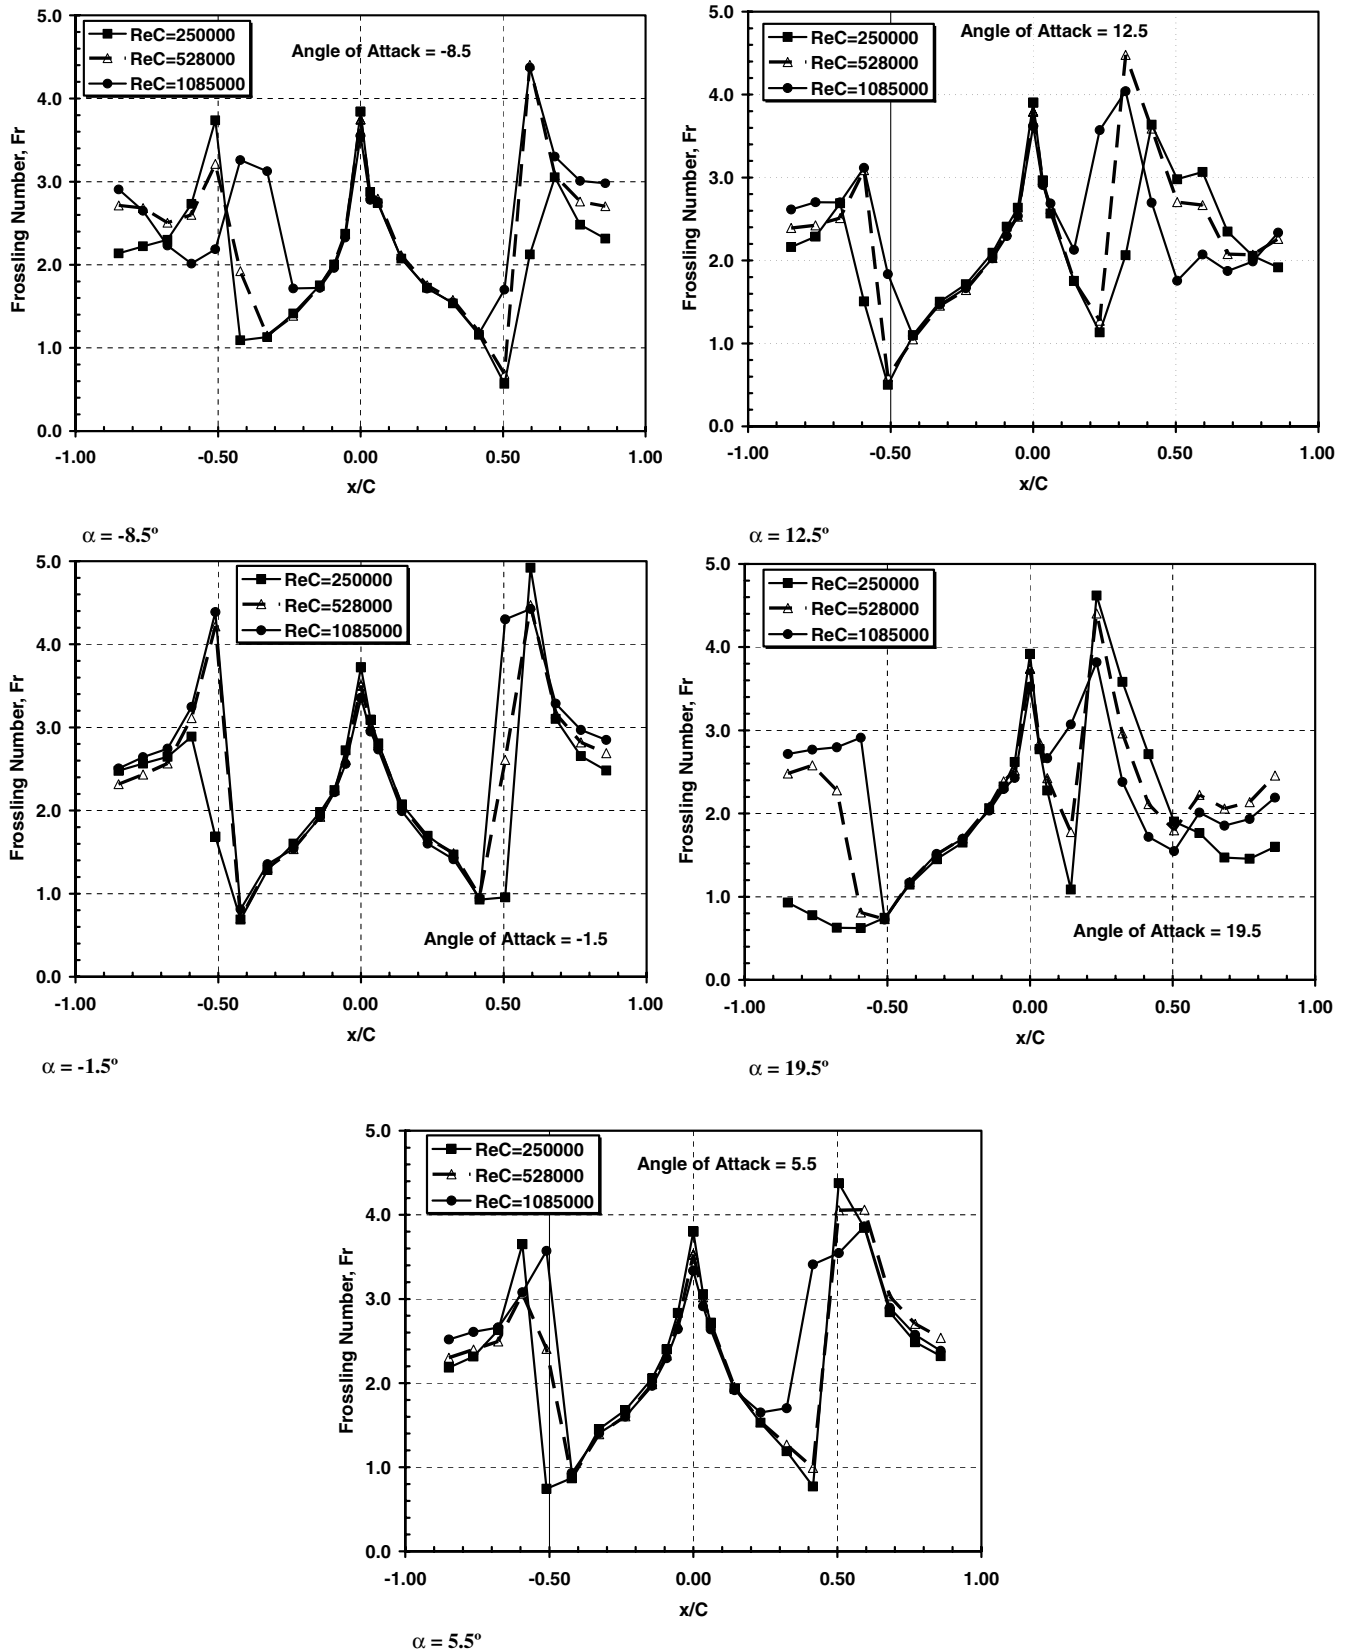 5.0
4.0
3.0
2.0
1.0
0.0
Frossling Number, Fr
ReC=250000
ReC=528000
ReC=1085000
Angle of Attack = -8.5
-1.00 -0.50 0.00 0.50 1.00
x/C
α = -8.5º
5.0
4.0
3.0
2.0
1.0
0.0
Frossling Number, Fr
ReC=250000
ReC=528000
ReC=1085000
Angle of Attack = 12.5
-1.00 -0.50 0.00 0.50 1.00
x/C
α = 12.5º
5.0
4.0
3.0
2.0
1.0
0.0
Frossling Number, Fr
ReC=250000
ReC=528000
ReC=1085000
Angle of Attack = -1.5
-1.00 -0.50 0.00 0.50 1.00
x/C
α = -1.5º
5.0
4.0
3.0
2.0
1.0
0.0
Frossling Number, Fr
ReC=250000
ReC=528000
ReC=1085000
Angle of Attack = 19.5
-1.00 -0.50 0.00 0.50 1.00
x/C
α = 19.5º
5.0
4.0
3.0
2.0
1.0
0.0
Frossling Number, Fr
ReC=250000
ReC=528000
ReC=1085000
Angle of Attack = 5.5
-1.00 -0.50 0.00 0.50 1.00
x/C
α = 5.5º